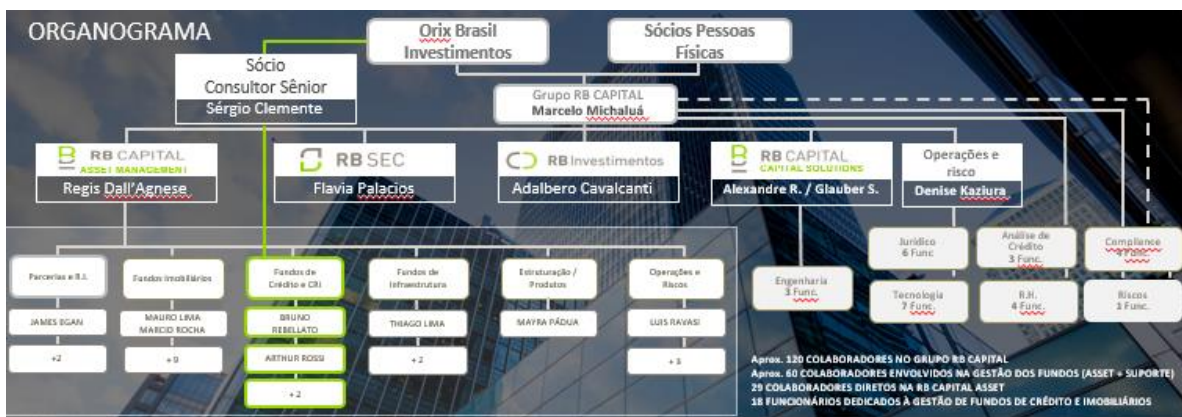 ORGANOGRAMA
Orix Brasil
Investimentos
Sócios Pessoas
Físicas
Sócio
Consultor Sênior
Sérgio Clemente
Grupo RB CAPITAL
Marcelo Michaluá
RB CAPITAL
ASSET MANAGEMENT
Regis Dall'Agnese
RB SEC
Flavia Palacios
RB Investimentos
Adalbero Cavalcanti
RB CAPITAL
CAPITAL SOLUTIONS
Alexandre R. / Glauber S.
Operações e
risco
Denise Kaziura
Parcerias e R.I.
JAMES EGAN
+2
Fundos Imobiliários
MAURO LIMA
MARCIO ROCHA
+ 9
Fundos de
Crédito e CRI
BRUNO
REBELLATO
ARTHUR ROSSI
+ 2
Fundos de
Infraestrutura
THIAGO LIMA
+ 2
Estruturação /
Produtos
MAYRA PÁDUA
Operações e
Riscos
LUIS RAVASI
+ 3
Engenharia
3 Func.
Jurídico
6 Func
Análise de
Crédito
3 Func.
Compliance
Func.
Tecnologia
7 Func.
R.H.
4 Func.
Riscos
1 Func.
Aprox. 120 COLABORADORES NO GRUPO RB CAPITAL
Aprox. 60 COLABORADORES ENVOLVIDOS NA GESTÃO DOS FUNDOS (ASSET + SUPORTE)
29 COLABORADORES DIRETOS NA RB CAPITAL ASSET
18 FUNCIONÁRIOS DEDICADOS À GESTÃO DE FUNDOS DE CRÉDITO E IMOBILIÁRIOS